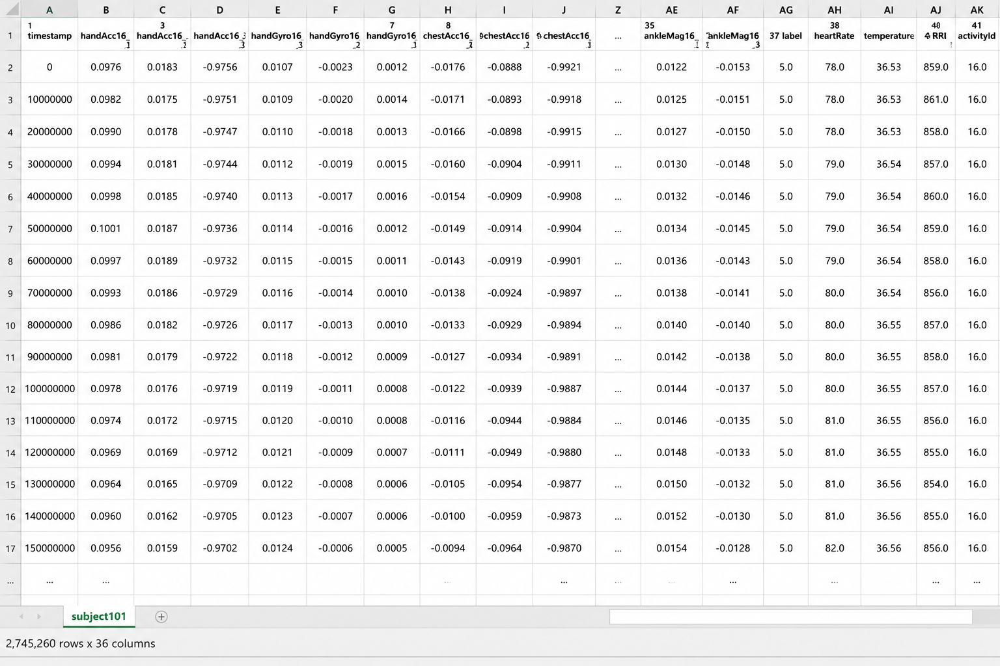 A B C D E F G H I J Z AE AF AG AH AI AJ AK
1 3 7 8 35 38 40 41
1 timestamp handAcc16_1 handAcc16_1 handAcc16_3 handGyro16_3 handGyro16_2 handGyro16_1 chestAcc16_ chestAcc16_ chestAcc16_1 ... ankleMag16_ ankleMag16_3 37 label heartRate temperature RRI activityId
2 0 0.0976 0.0183 -0.9756 0.0107 -0.0023 0.0012 -0.0176 -0.0888 -0.9921 ... 0.0122 -0.0153 5.0 78.0 36.53 859.0 16.0
3 10000000 0.0982 0.0175 -0.9751 0.0109 -0.0020 0.0014 -0.0171 -0.0893 -0.9918 ... 0.0125 -0.0151 5.0 78.0 36.53 861.0 16.0
4 20000000 0.0990 0.0178 -0.9747 0.0110 -0.0018 0.0013 -0.0166 -0.0898 -0.9915 ... 0.0127 -0.0150 5.0 78.0 36.53 858.0 16.0
5 30000000 0.0994 0.0181 -0.9744 0.0112 -0.0019 0.0015 -0.0160 -0.0904 -0.9911 ... 0.0130 -0.0148 5.0 79.0 36.54 857.0 16.0
6 40000000 0.0998 0.0185 -0.9740 0.0113 -0.0017 0.0016 -0.0154 -0.0909 -0.9908 ... 0.0132 -0.0146 5.0 79.0 36.54 860.0 16.0
7 50000000 0.1001 0.0187 -0.9736 0.0114 -0.0016 0.0012 -0.0149 -0.0914 -0.9904 ... 0.0134 -0.0145 5.0 79.0 36.54 859.0 16.0
8 60000000 0.0997 0.0189 -0.9732 0.0115 -0.0015 0.0011 -0.0143 -0.0919 -0.9901 ... 0.0136 -0.0143 5.0 79.0 36.54 858.0 16.0
9 70000000 0.0993 0.0186 -0.9729 0.0116 -0.0014 0.0010 -0.0138 -0.0924 -0.9897 ... 0.0138 -0.0141 5.0 80.0 36.54 856.0 16.0
10 80000000 0.0986 0.0182 -0.9726 0.0117 -0.0013 0.0010 -0.0133 -0.0929 -0.9894 ... 0.0140 -0.0140 5.0 80.0 36.55 857.0 16.0
11 90000000 0.0981 0.0179 -0.9722 0.0118 -0.0012 0.0009 -0.0127 -0.0934 -0.9891 ... 0.0142 -0.0138 5.0 80.0 36.55 858.0 16.0
12 100000000 0.0978 0.0176 -0.9719 0.0119 -0.0011 0.0008 -0.0122 -0.0939 -0.9887 ... 0.0144 -0.0137 5.0 80.0 36.55 857.0 16.0
13 110000000 0.0974 0.0172 -0.9715 0.0120 -0.0010 0.0008 -0.0116 -0.0944 -0.9884 ... 0.0146 -0.0135 5.0 81.0 36.55 856.0 16.0
14 120000000 0.0969 0.0169 -0.9712 0.0121 -0.0009 0.0007 -0.0111 -0.0949 -0.9880 ... 0.0148 -0.0133 5.0 81.0 36.55 855.0 16.0
15 130000000 0.0964 0.0165 -0.9709 0.0122 -0.0008 0.0006 -0.0105 -0.0954 -0.9877 ... 0.0150 -0.0132 5.0 81.0 36.56 854.0 16.0
16 140000000 0.0960 0.0162 -0.9705 0.0123 -0.0007 0.0006 -0.0100 -0.0959 -0.9873 ... 0.0152 -0.0130 5.0 81.0 36.56 855.0 16.0
17 150000000 0.0956 0.0159 -0.9702 0.0124 -0.0006 0.0005 -0.0094 -0.0964 -0.9870 ... 0.0154 -0.0128 5.0 82.0 36.56 856.0 16.0
... ... ... ... ... ... ... ... ... ... ...
subject101
2,745,260 rows x 36 columns